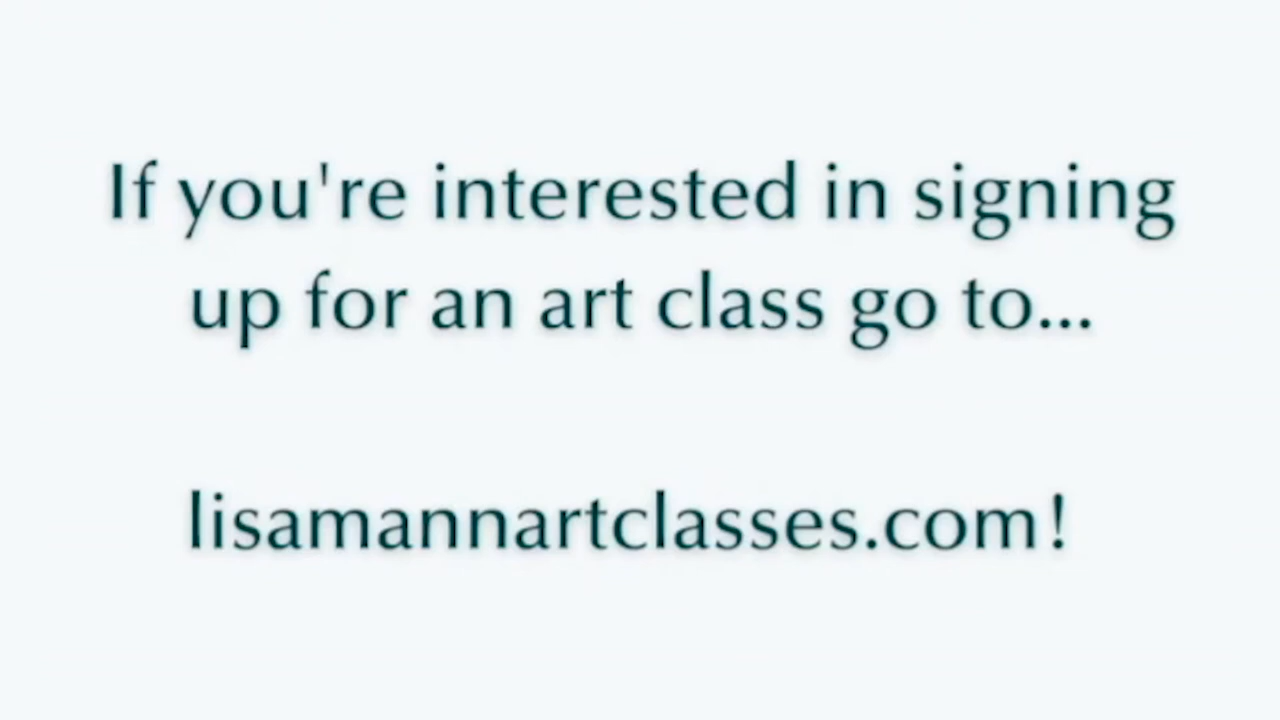 If you're interested in signing
up for an art class go to...
lisamannartclasses.com!